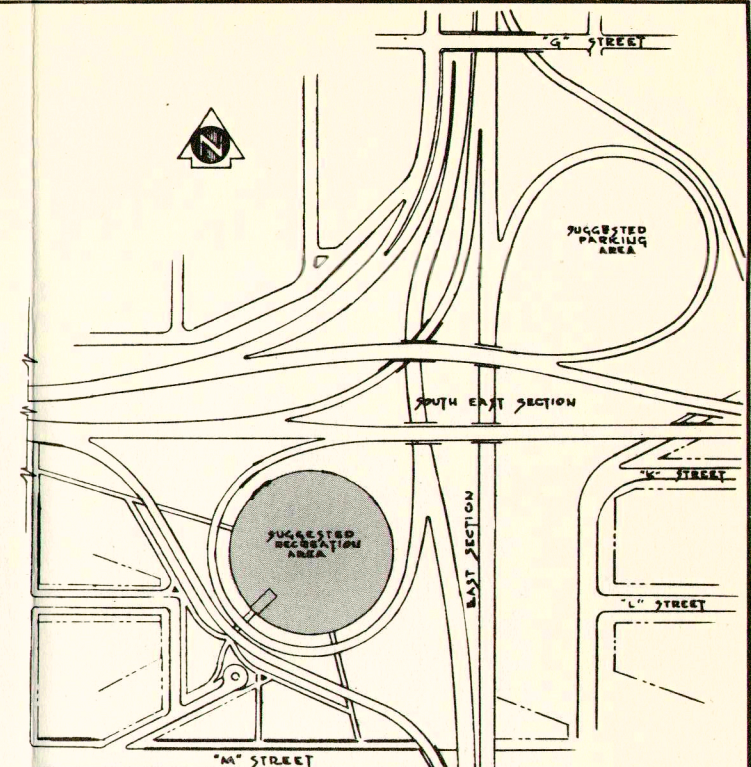 "G" STREET
N
SUGGESTED
PARKING
AREA
SOUTH EAST SECTION
"K" STREET
SUGGESTED
RECREATION
AREA
EAST SECTION
"L" STREET
"M" STREET